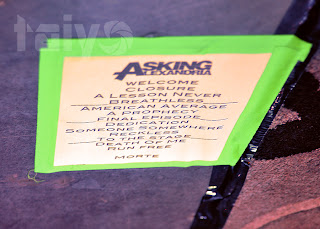 taiyo
ASKING
ALEXANDRIA
WELCOME
CLOSURE
A LESSON NEVER
BREATHLESS
AMERICAN AVERAGE
A PROPHECY
FINAL EPISODE
DEDICATION
SOMEONE SOMEWHERE
RECKLESS
TO THE STAGE
DEATH OF ME
RUN FREE
MORTE